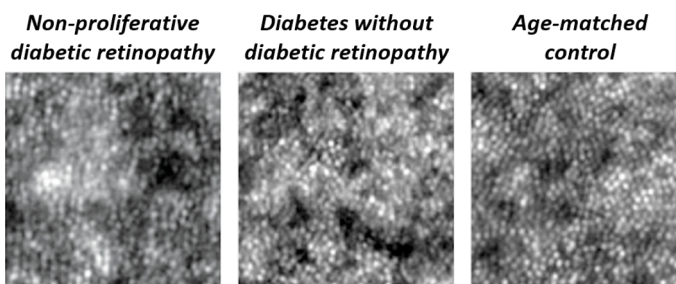 Non-proliferative
diabetic retinopathy
Diabetes without
diabetic retinopathy
Age-matched
control